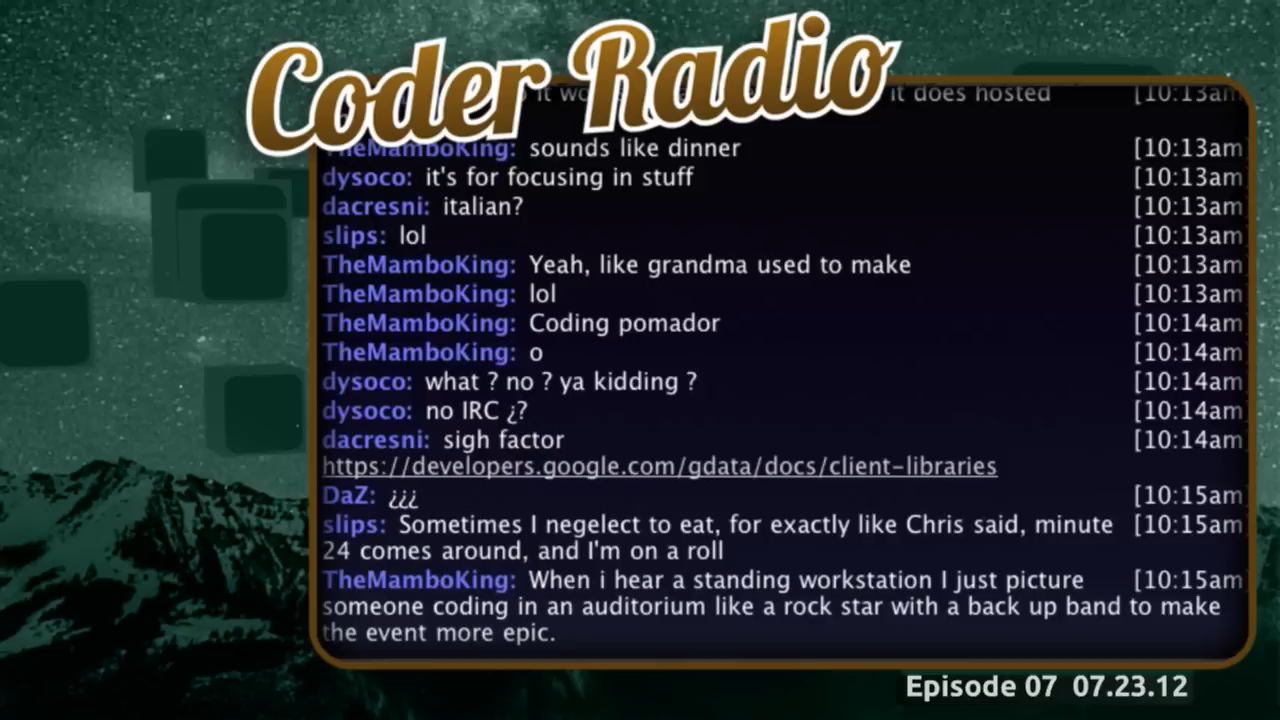 Coder Radio
it does hosted [10:13am
TheMamboKing: sounds like dinner [10:13am
dysoco: it's for focusing in stuff [10:13am
dacresni: italian? [10:13am
slips: lol [10:13am
TheMamboKing: Yeah, like grandma used to make [10:13am
TheMamboKing: lol [10:13am
TheMamboKing: Coding pomador [10:14am
TheMamboKing: o [10:14am
dysoco: what ? no ? ya kidding ? [10:14am
dysoco: no IRC ¿? [10:14am
dacresni: sigh factor [10:14am
https://developers.google.com/gdata/docs/client-libraries
DaZ: ¿¿¿ [10:15am
slips: Sometimes I negelect to eat, for exactly like Chris said, minute [10:15am
24 comes around, and I'm on a roll
TheMamboKing: When i hear a standing workstation I just picture [10:15am
someone coding in an auditorium like a rock star with a back up band to make
the event more epic.
Episode 07 07.23.12